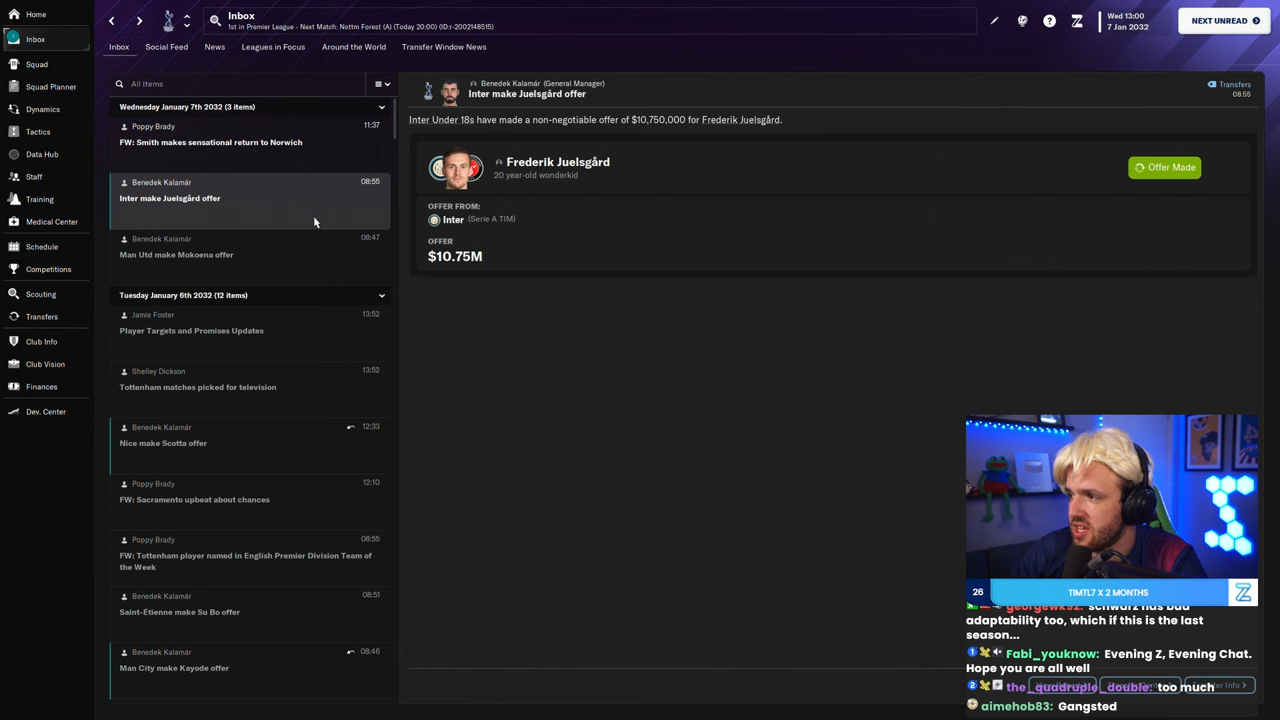 Home
Inbox
Squad
Squad Planner
Dynamics
Tactics
Data Hub
Staff
Training
Medical Center
Schedule
Competitions
Scouting
Transfers
Club Info
Club Vision
Finances
Dev. Center
Inbox
1st in Premier League - Next Match: Nottm Forest (A) (Today 20:00) (ID:r-2002148515)
Wed 13:00
7 Jan 2032
NEXT UNREAD
Inbox
Social Feed
News
Leagues in Focus
Around the World
Transfer Window News
All Items
Wednesday January 7th 2032 (3 items)
Poppy Brady 11:37
FW: Smith makes sensational return to Norwich
Benedek Kalamár 08:55
Inter make Juelsgård offer
Benedek Kalamár 08:47
Man Utd make Mokoena offer
Tuesday January 6th 2032 (12 items)
Jamie Foster 13:52
Player Targets and Promises Updates
Shelley Dickson 13:52
Tottenham matches picked for television
Benedek Kalamár 12:33
Nice make Scotta offer
Poppy Brady 12:10
FW: Sacramento upbeat about chances
Poppy Brady 08:55
FW: Tottenham player named in English Premier Division Team of
the Week
Benedek Kalamár 08:51
Saint-Étienne make Su Bo offer
Benedek Kalamár 08:46
Man City make Kayode offer
Benedek Kalamár (General Manager)
Inter make Juelsgård offer
Transfers
08:55
Inter Under 18s have made a non-negotiable offer of $10,750,000 for Frederik Juelsgård.
Frederik Juelsgård
20 year-old wonderkid
Offer Made
OFFER FROM:
Inter (Serie A TIM)
OFFER
$10.75M
26 TIMTL7 X 2 MONTHS
georgewk92: schwarz has bad
adaptability too, which if this is the last
season...
Fabi_youknow: Evening Z, Evening Chat.
Hope you are all well
the_quadruple_double: too much
aimehob83: Gangsted